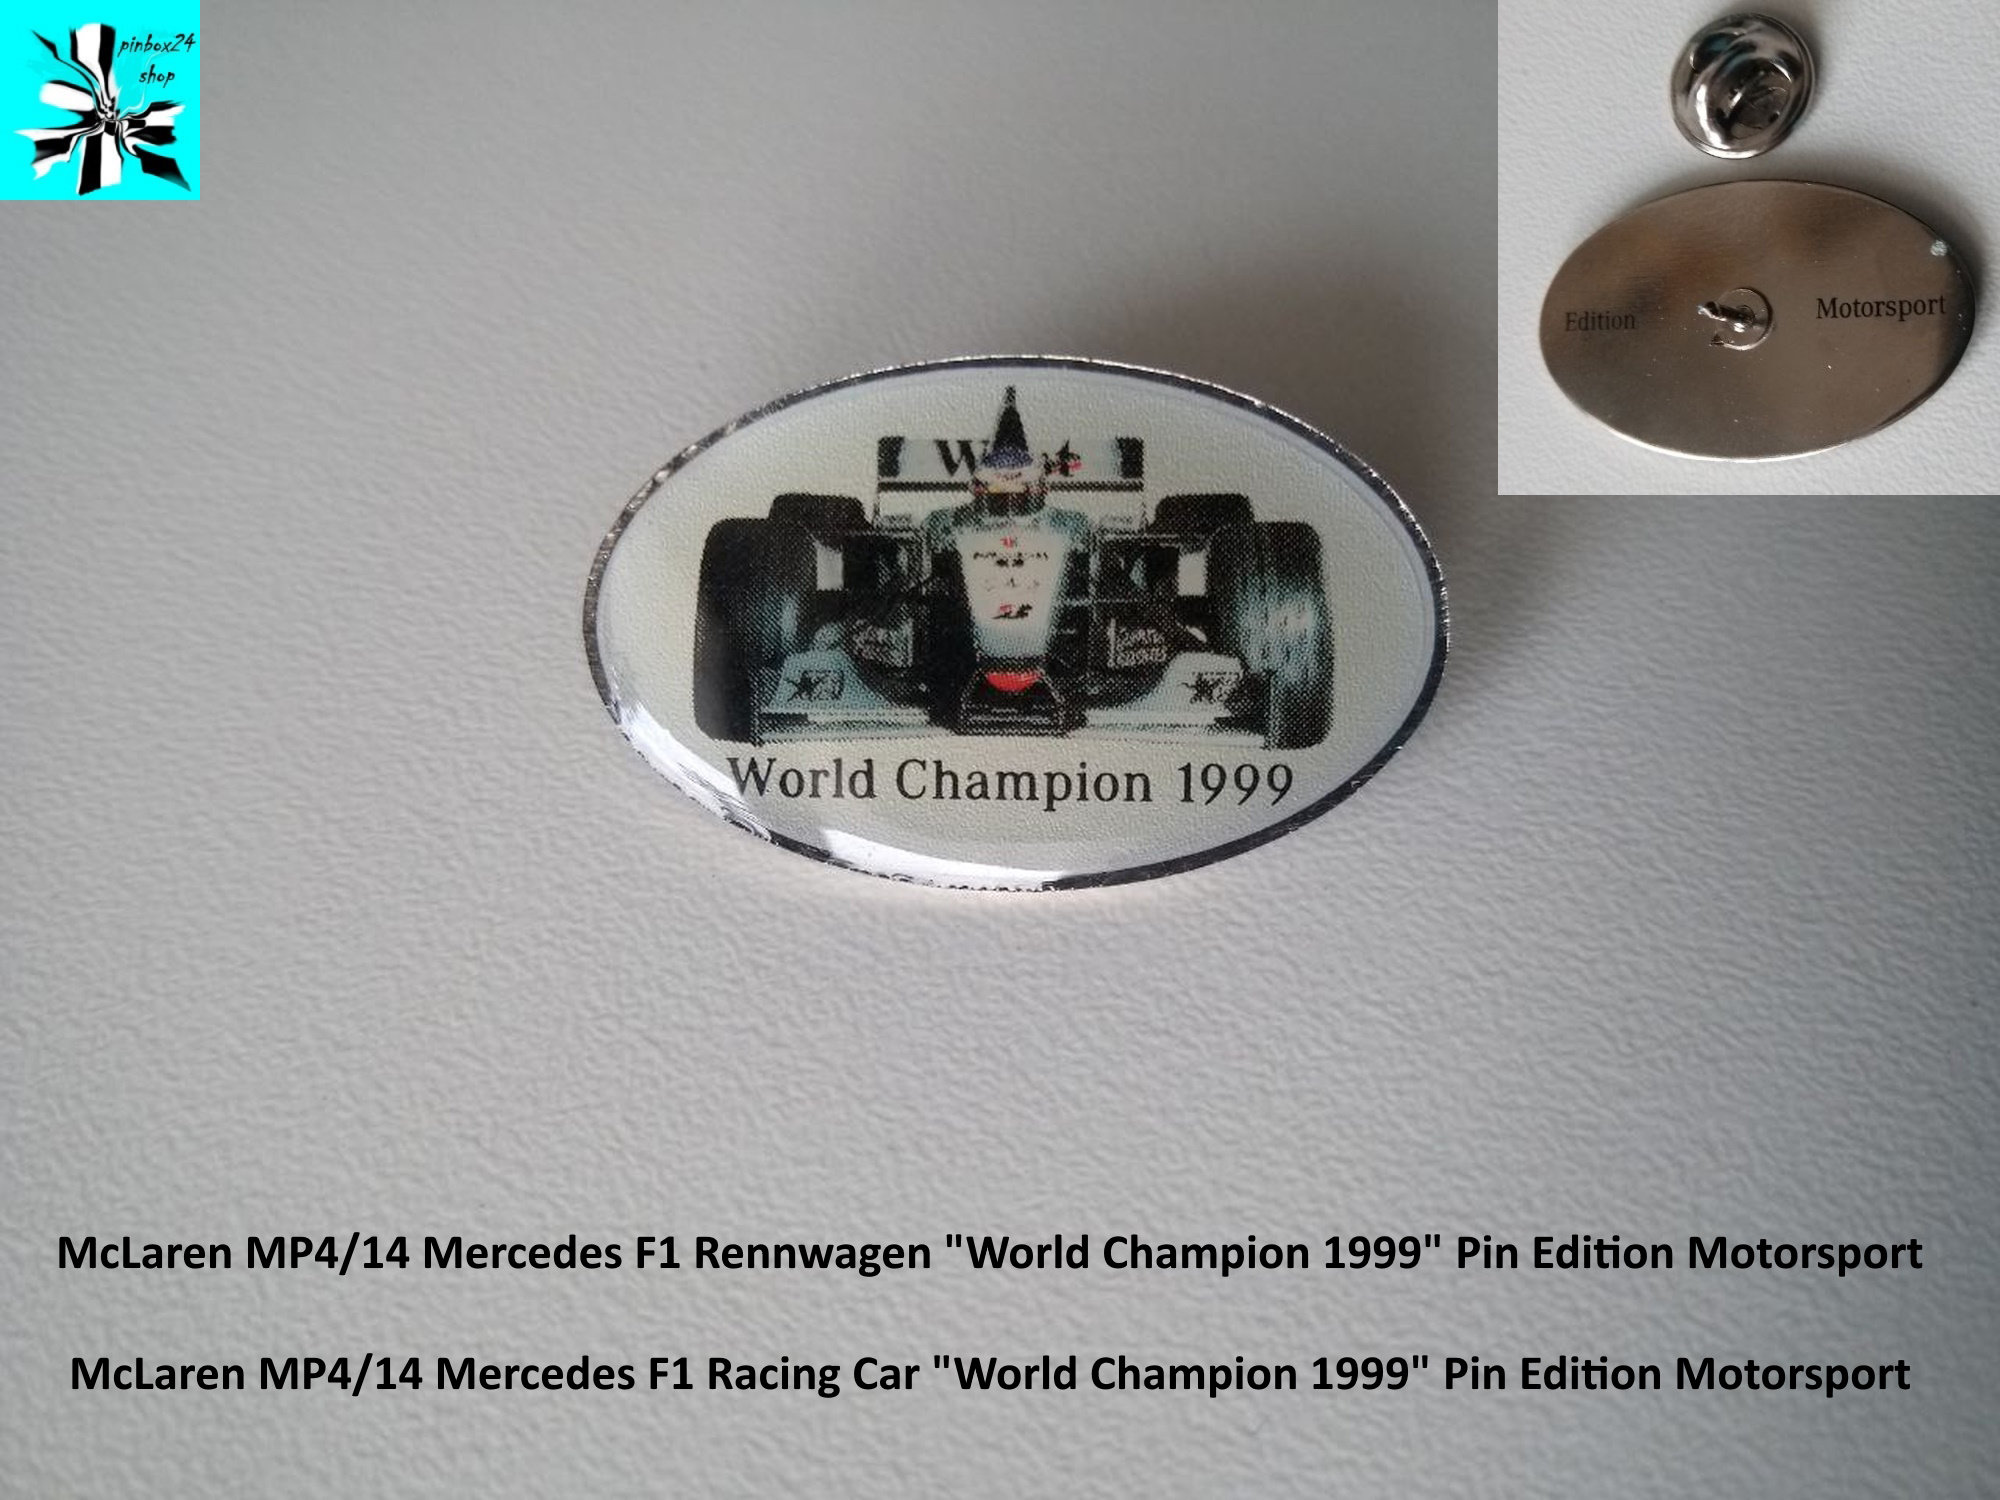 pinbox24
shop
Edition Motorsport
West
World Champion 1999
McLaren MP4/14 Mercedes F1 Rennwagen "World Champion 1999" Pin Edition Motorsport
McLaren MP4/14 Mercedes F1 Racing Car "World Champion 1999" Pin Edition Motorsport